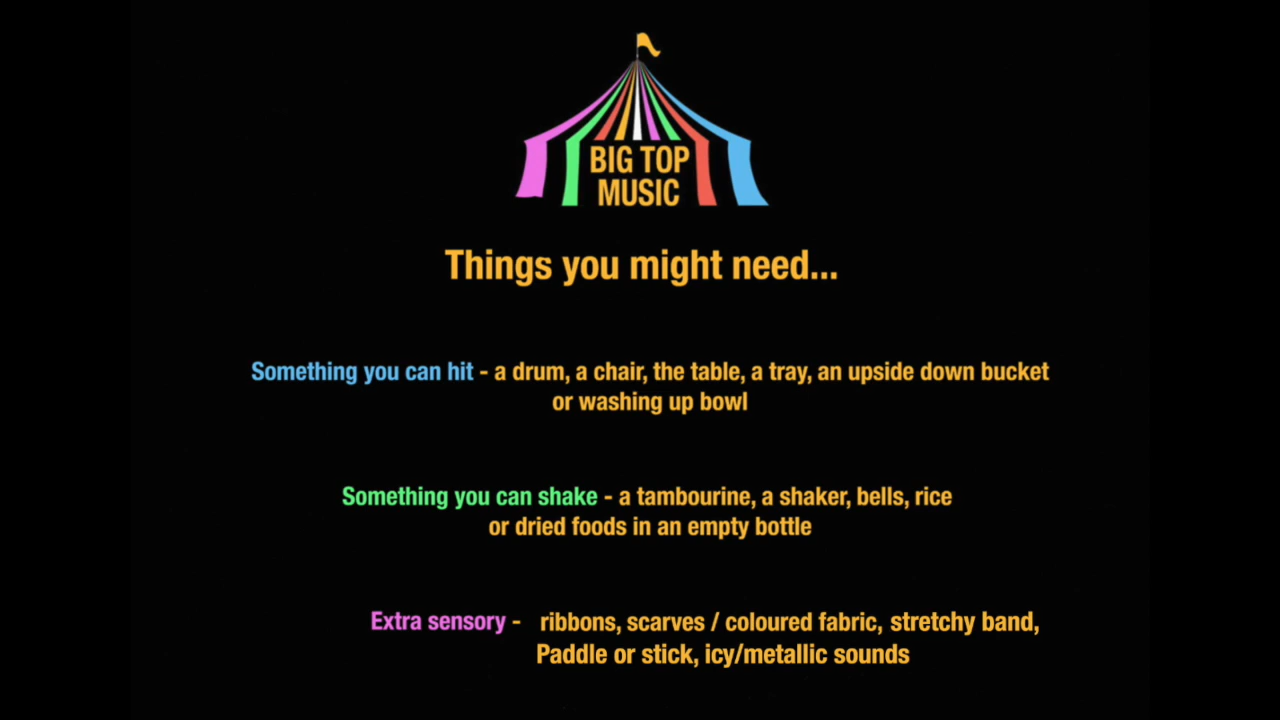 BIG TOP
MUSIC
Things you might need...
Something you can hit - a drum, a chair, the table, a tray, an upside down bucket
or washing up bowl
Something you can shake - a tambourine, a shaker, bells, rice
or dried foods in an empty bottle
Extra sensory - ribbons, scarves / coloured fabric, stretchy band,
Paddle or stick, icy/metallic sounds